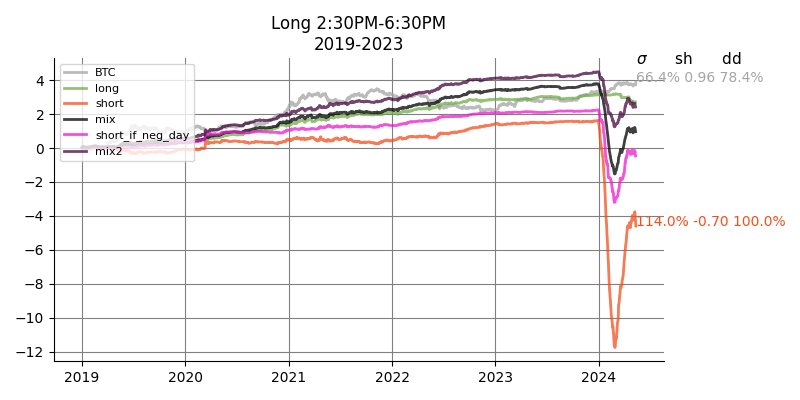 Long 2:30PM-6:30PM
2019-2023
σ sh dd
66.4% 0.96 78.4%
114.0% -0.70 100.0%
BTC
long
short
mix
short_if_neg_day
mix2
4
2
0
−2
−4
−6
−8
−10
−12
2019 2020 2021 2022 2023 2024